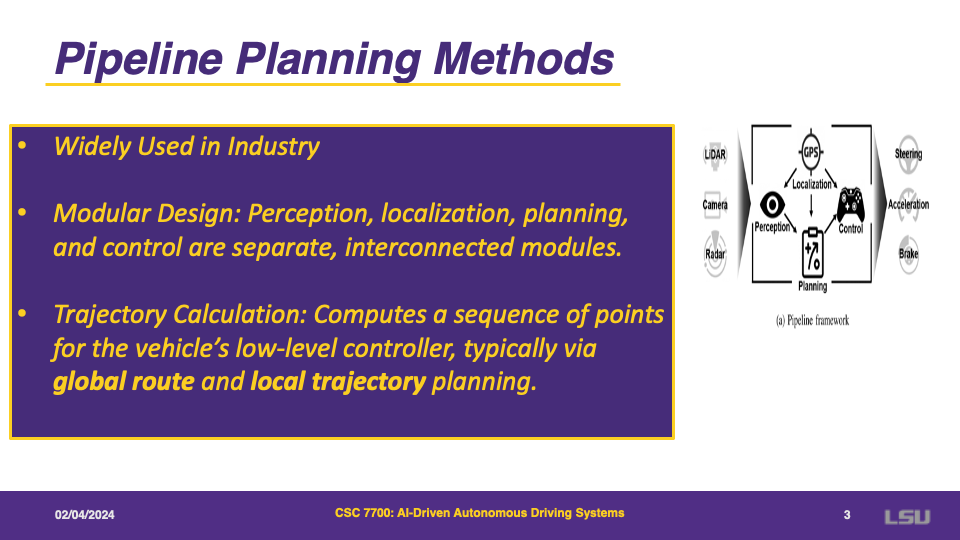 Pipeline Planning Methods
• Widely Used in Industry
• Modular Design: Perception, localization, planning,
and control are separate, interconnected modules.
• Trajectory Calculation: Computes a sequence of points
for the vehicle’s low-level controller, typically via
global route and local trajectory planning.
LiDAR
Camera
Radar
GPS
Localization
Perception
Control
Planning
Steering
Acceleration
Brake
(a) Pipeline framework
02/04/2024
CSC 7700: AI-Driven Autonomous Driving Systems
3
LSU